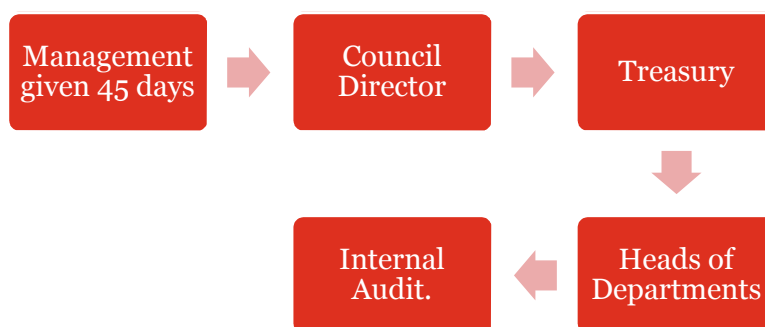 Management
given 45 days
Council
Director
Treasury
Heads of
Departments
Internal
Audit.